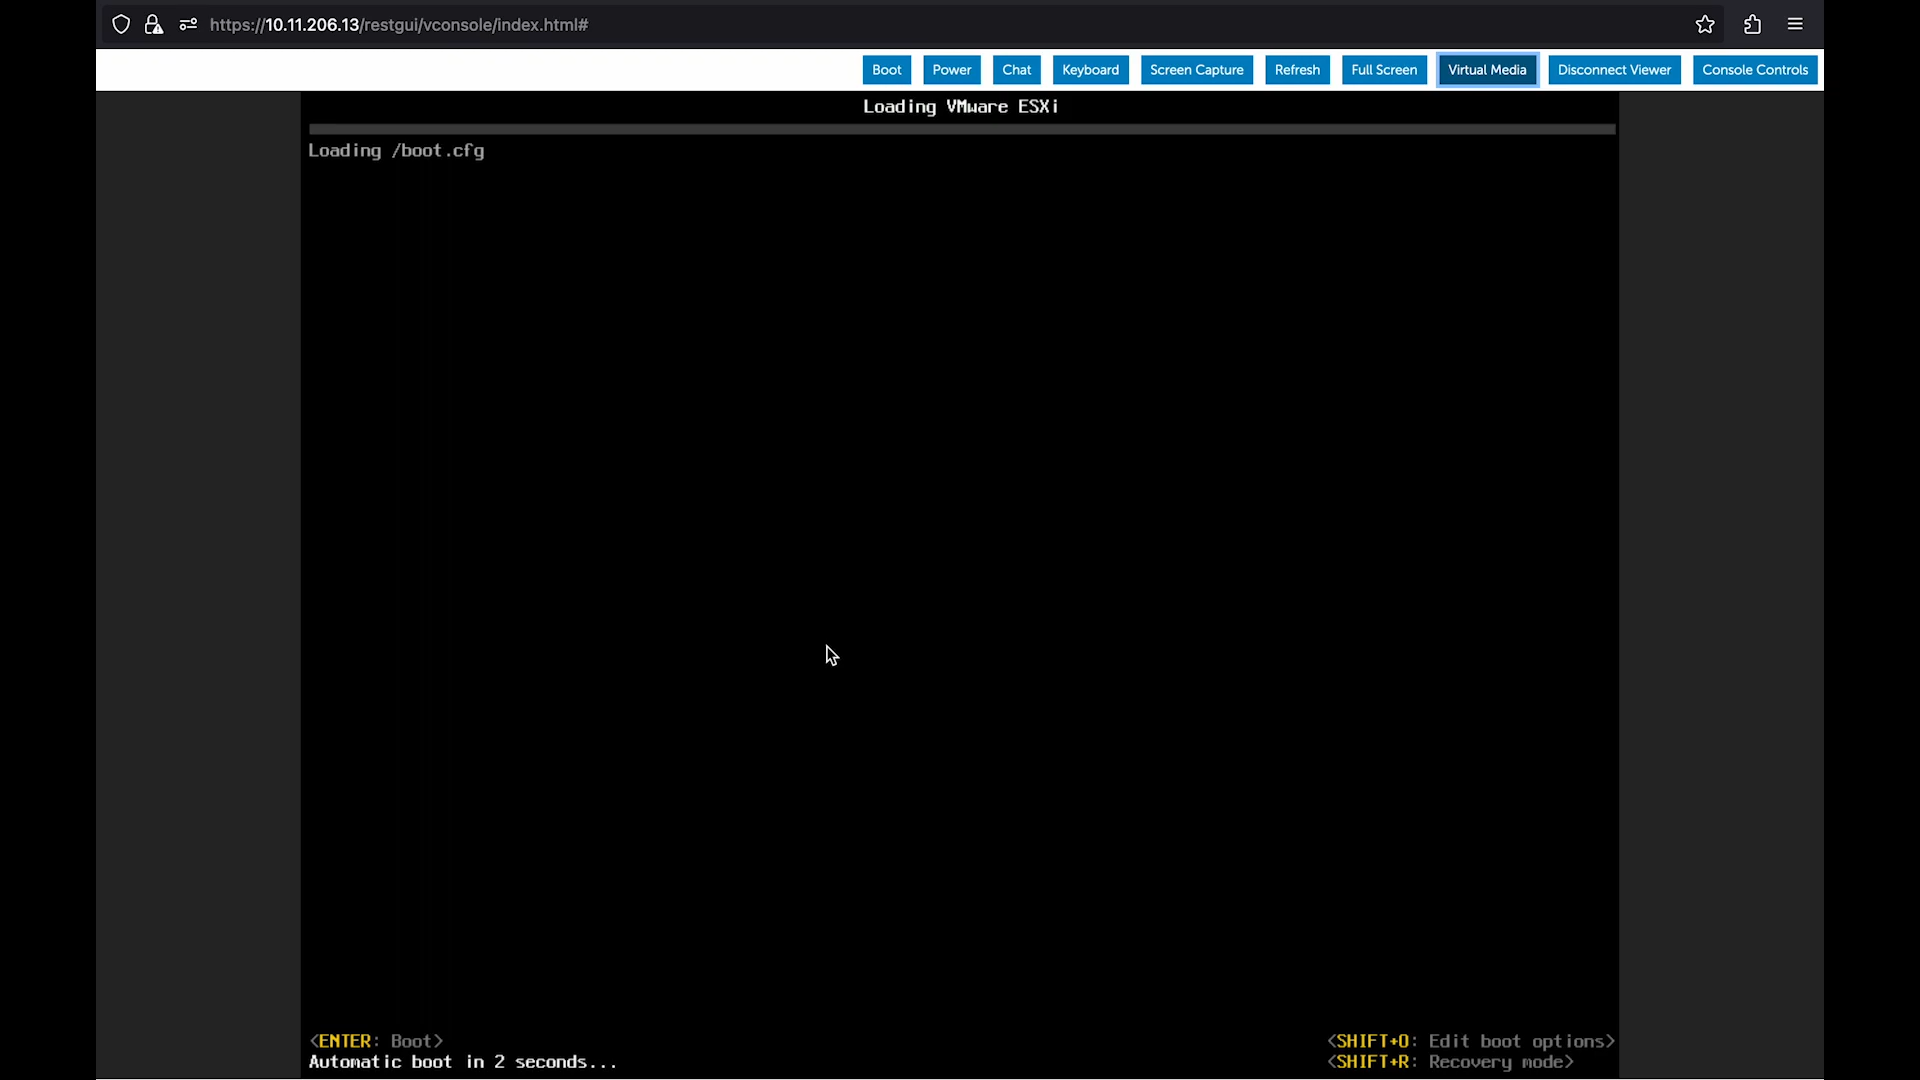 https://10.11.206.13/restgui/vconsole/index.html#
Boot Power Chat Keyboard Screen Capture Refresh Full Screen Virtual Media Disconnect Viewer Console Controls
Loading VMware ESXi
Loading /boot.cfg
<ENTER: Boot> <SHIFT+O: Edit boot options>
Automatic boot in 2 seconds... <SHIFT+R: Recovery mode>